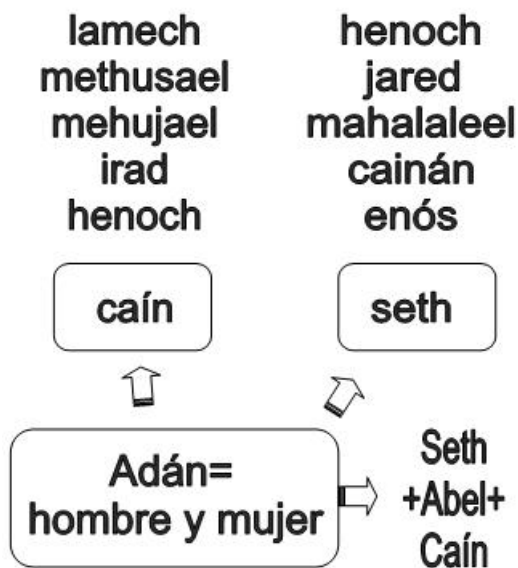 lamech
methusael
mehujael
irad
henoch
caín
henoch
jared
mahalaleel
cainán
enós
seth
Adán=
hombre y mujer
Seth
+Abel+
Caín